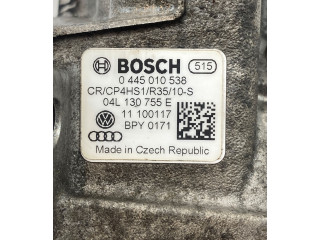 BOSCH 515
0 445 010 538
CR/CP4HS1/R35/10-S
04L 130 755 E
11 100117
BPY 0171
Made in Czech Republic